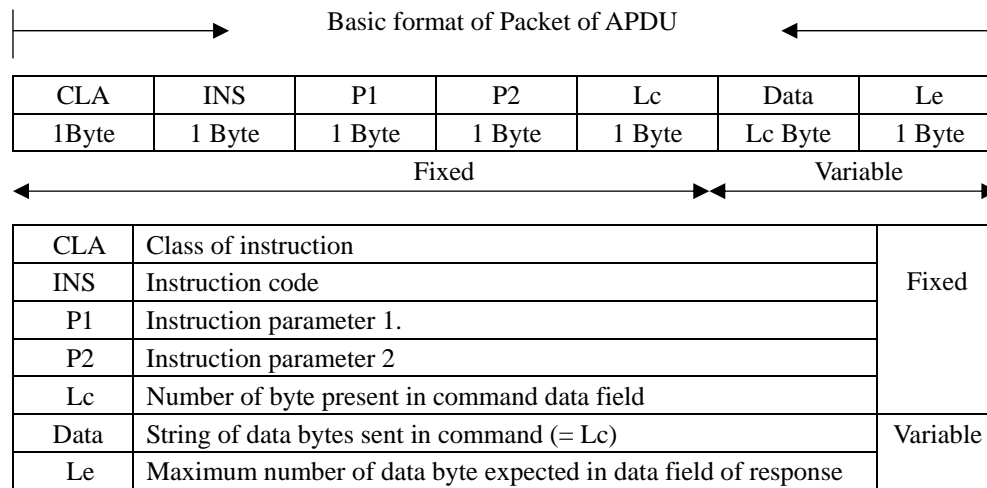 Basic format of Packet of APDU
CLA INS P1 P2 Lc Data Le
1Byte 1 Byte 1 Byte 1 Byte 1 Byte Lc Byte 1 Byte
Fixed Variable
CLA Class of instruction Fixed
INS Instruction code
P1 Instruction parameter 1.
P2 Instruction parameter 2
Lc Number of byte present in command data field
Data String of data bytes sent in command (= Lc) Variable
Le Maximum number of data byte expected in data field of response